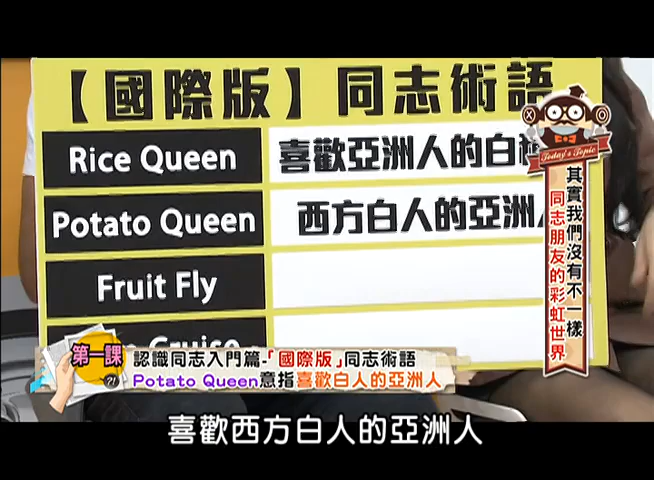 【國際版】同志術語
Rice Queen
喜歡亞洲人的白
Potato Queen
西方白人的亞洲人
Fruit Fly
Cruise
Today's Topic
其實我們沒有不一樣
同志朋友的彩虹世界
第一課
認識同志入門篇-「國際版」同志術語
Potato Queen意指喜歡白人的亞洲人
喜歡西方白人的亞洲人